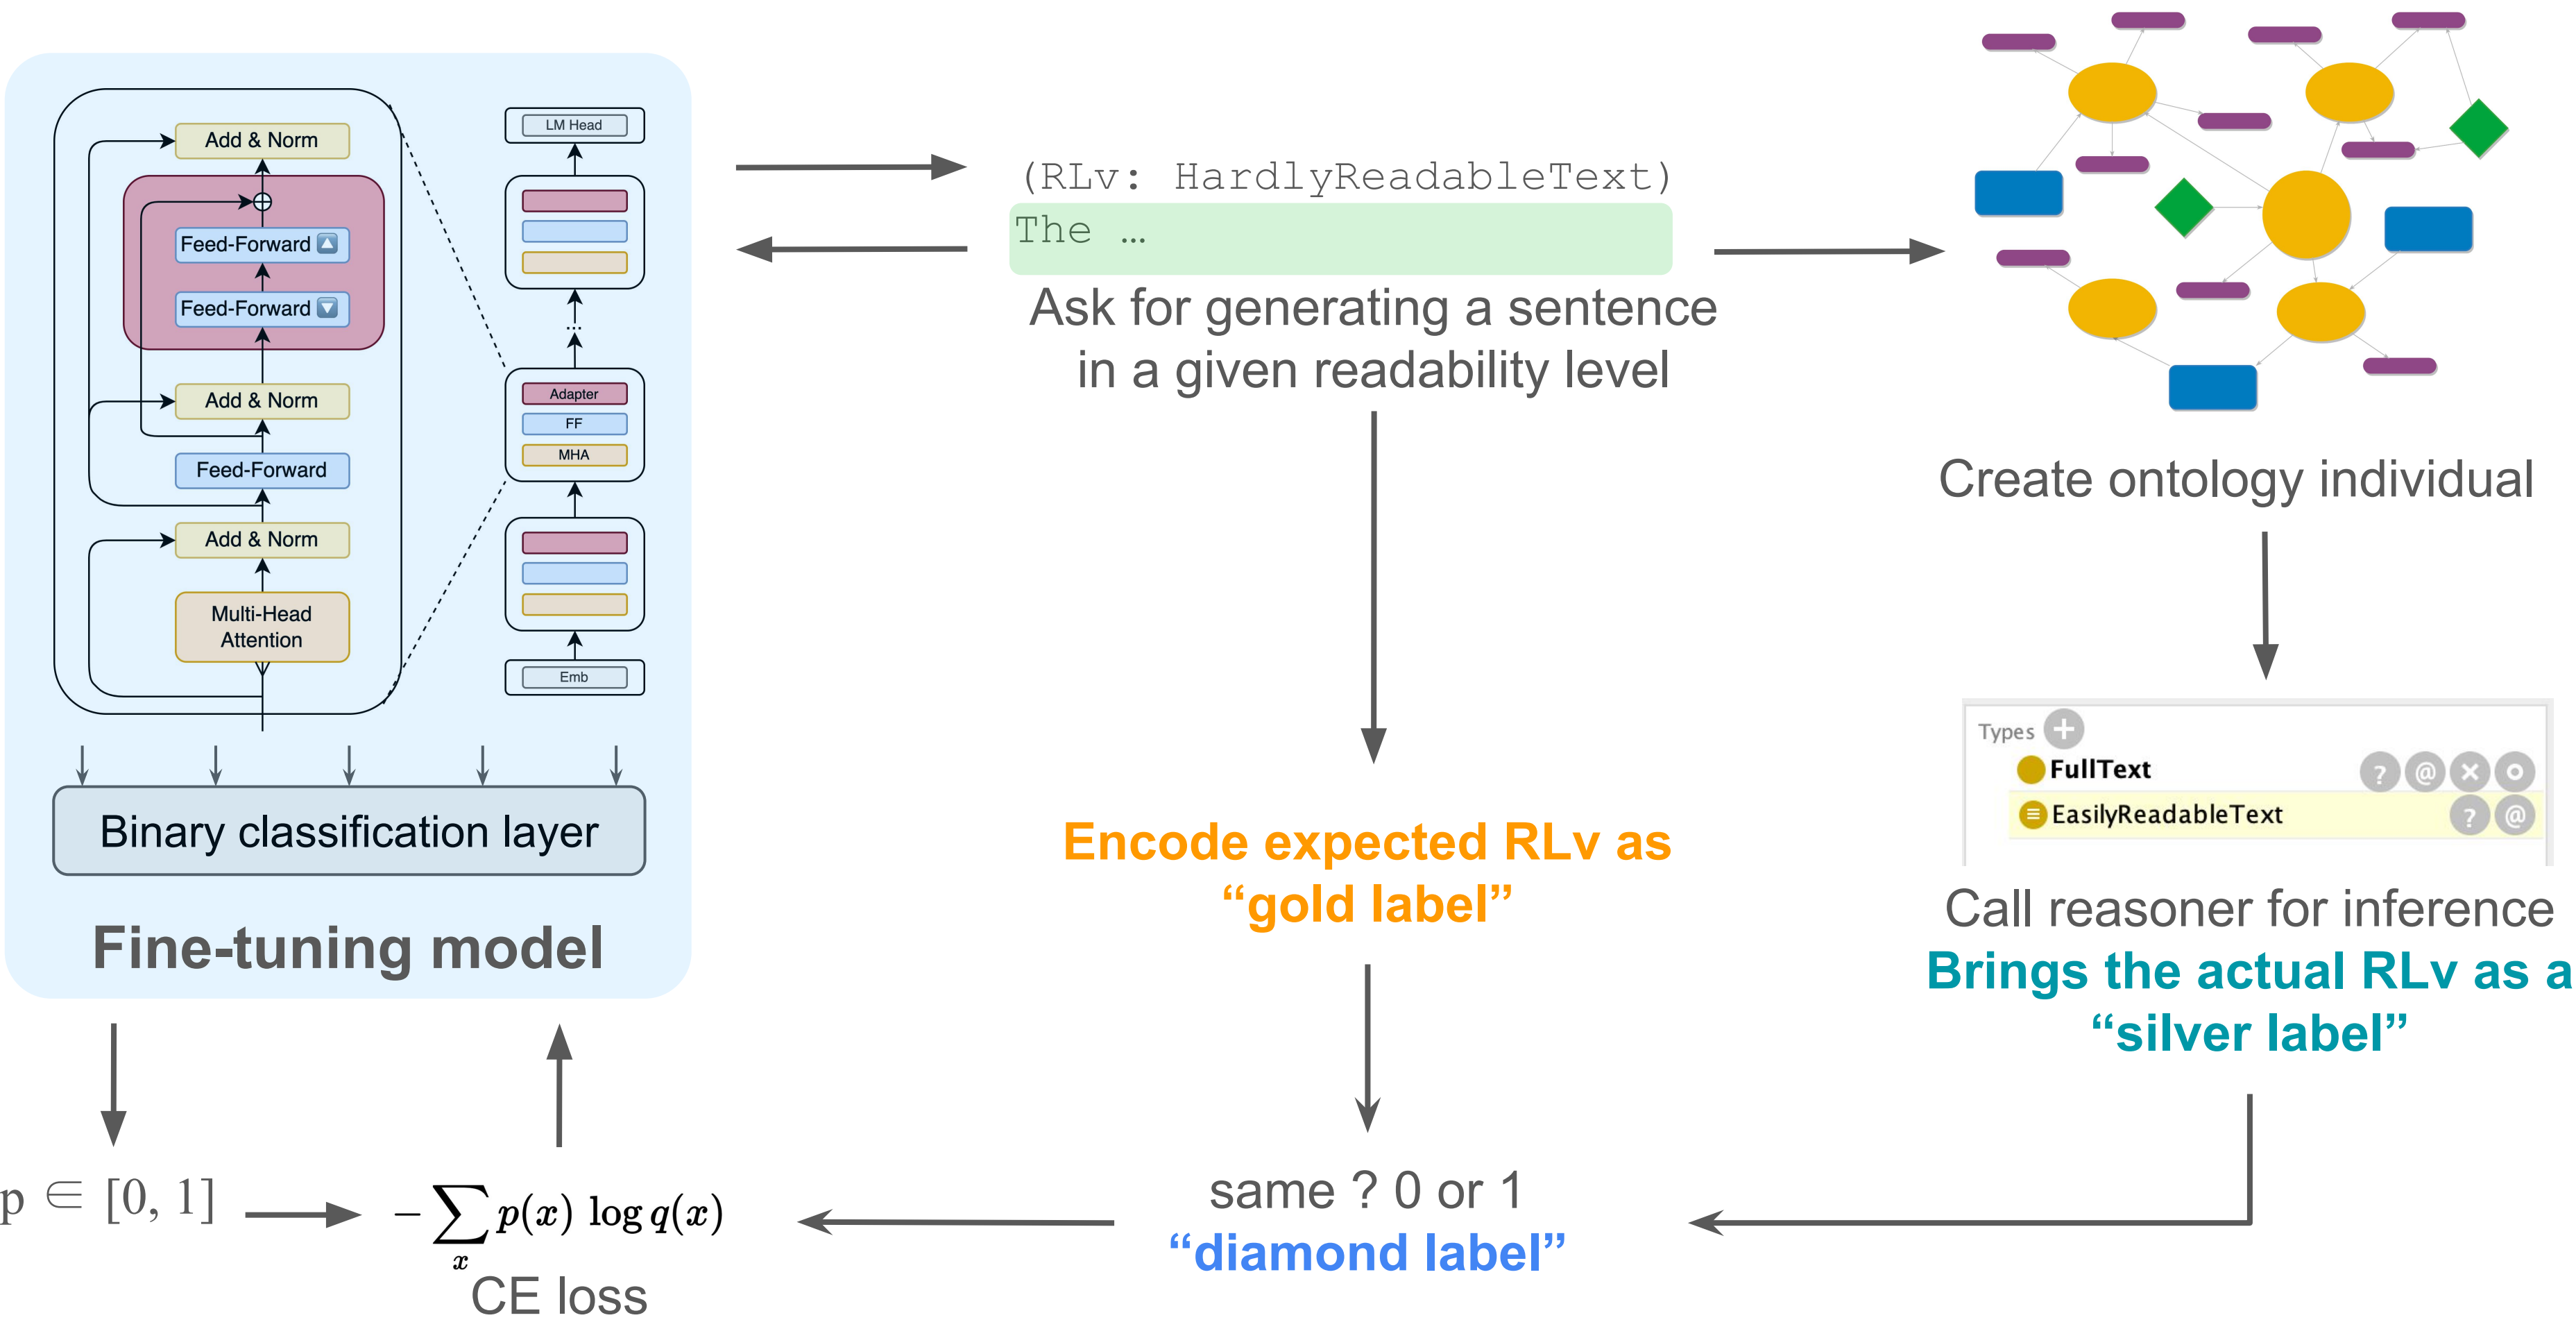 Add & Norm
Feed-Forward
Feed-Forward
Add & Norm
Feed-Forward
Add & Norm
Multi-Head
Attention
LM Head
...
Adapter
FF
MHA
Emb
Binary classification layer
Fine-tuning model
(RLv: HardlyReadableText)
The …
Ask for generating a sentence
in a given readability level
Create ontology individual
Types
FullText
EasilyReadableText
Call reasoner for inference
Brings the actual RLv as a
“silver label”
Encode expected RLv as
“gold label”
same ? 0 or 1
“diamond label”
p ∈ [0, 1]
− ∑ₓ p(x) log q(x)
CE loss